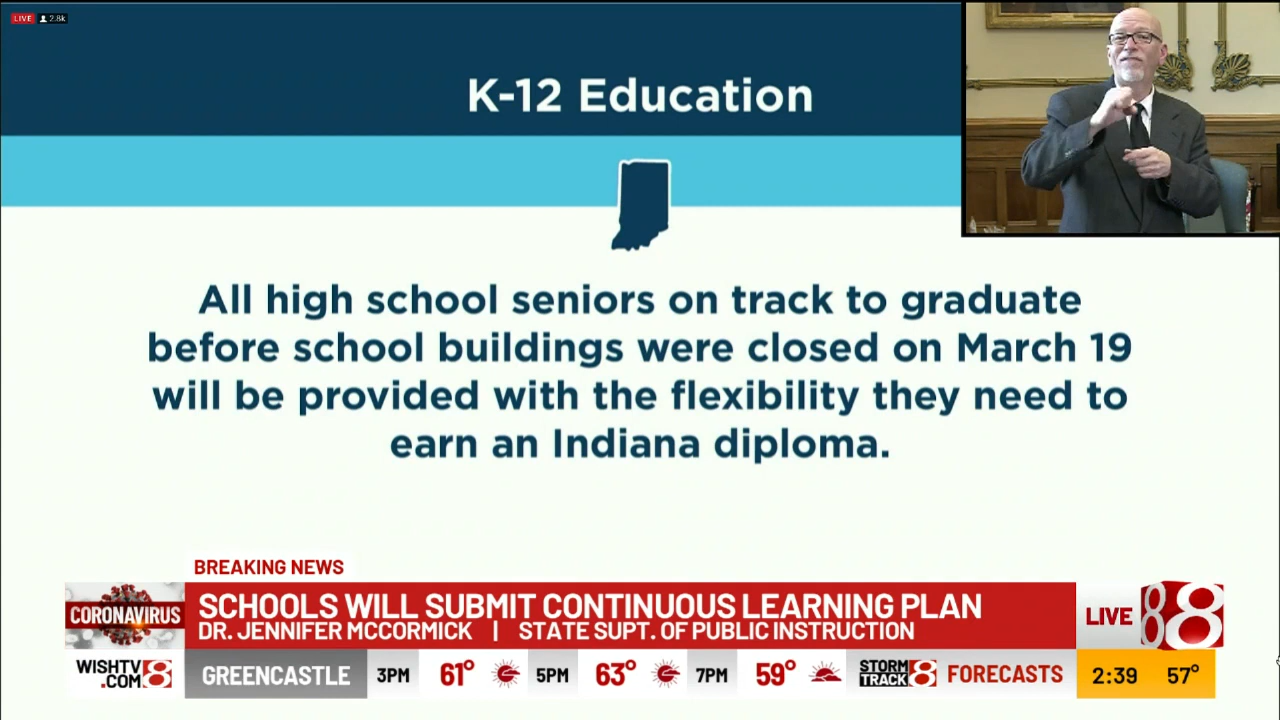 LIVE 2.8k
K-12 Education
All high school seniors on track to graduate
before school buildings were closed on March 19
will be provided with the flexibility they need to
earn an Indiana diploma.
BREAKING NEWS
CORONAVIRUS
SCHOOLS WILL SUBMIT CONTINUOUS LEARNING PLAN
DR. JENNIFER MCCORMICK | STATE SUPT. OF PUBLIC INSTRUCTION
LIVE 8
WISHTV
.COM 8
GREENCASTLE 3PM 61° 5PM 63° 7PM 59° STORM TRACK 8 FORECASTS 2:39 57°